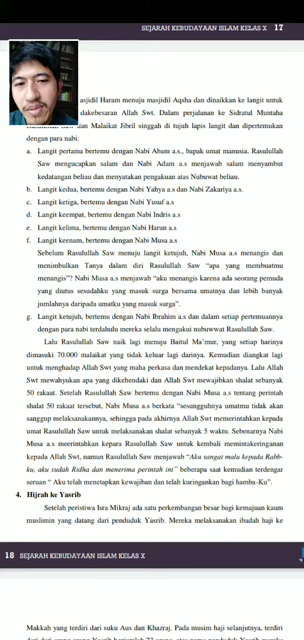 SEJARAH KEBUDAYAAN ISLAM KELAS X 17
asjidil Haram menuju masjidil Aqsha dan dinaikkan ke langit untuk
dakebesaran Allah Swt. Dalam perjalanan ke Sidratul Muntaha
dan Malaikat Jibril singgah di tujuh lapis langit dan dipertemukan
dengan para nabi:
a. Langit pertama bertemu dengan Nabi Abam a.s., bapak umat manusia. Rasulullah
Saw mengucapkan salam dan Nabi Adam a.s menjawab salam menyambut
kedatangan beliau dan menyatakan pengakuan atas Nubuwat beliau.
b. Langit kedua, bertemu dengan Nabi Yahya a.s dan Nabi Zakariya a.s.
c. Langit ketiga, bertemu dengan Nabi Yusuf a.s
d. Langit keempat, bertemu dengan Nabi Indris a.s
e. Langit kelima, bertemu dengan Nabi Harun a.s
f. Langit keenam, bertemu dengan Nabi Musa a.s
Sebelum Rasulullah Saw menuju langit ketujuh, Nabi Musa a.s menangis dan
menimbulkan Tanya dalam diri Rasulullah Saw "apa yang membuatmu
menangis"? Nabi Musa a.s menjawab "aku menangis karena ada seorang pemuda
yang diutus sesudahku yang masuk surga bersama umatnya dan lebih banyak
jumlahnya daripada umatku yang masuk surga".
g. Langit ketujuh, bertemu dengan Nabi Ibrahim a.s dan dalam setiap pertemuannya
dengan para nabi terdahulu mereka selalu mengakui nubuwwat Rasulullah Saw.
Lalu Rasulullah Saw naik lagi menuju Baitul Ma'mur, yang setiap harinya
dimasuki 70.000 malaikat yang tidak keluar lagi darinya. Kemudian diangkat lagi
untuk menghadap Allah Swt yang maha perkasa dan mendekat kepadanya. Lalu Allah
Swt mewahyukan apa yang dikehendaki dan Allah Swt mewajibkan shalat sebanyak
50 rakaat. Setelah Rasulullah Saw bertemu dengan Nabi Musa a.s tentang perintah
shalat 50 rakaat tersebut, Nabi Musa a.s berkata "sesungguhnya umatmu tidak akan
sanggup melaksanakannya, sehingga pada akhirnya Allah Swt memerintahkan kepada
umat Rasulullah Saw untuk melaksanakan shalat sebanyak 5 waktu. Sebenarnya Nabi
Musa a.s meerintahkan kepara Rasulullah Saw untuk kembali memintakeringanan
kepada Allah Swt, namun Rasulullah Saw menjawab "Aku sangat malu kepada Rabb-
ku, aku sudah Ridha dan menerima perintah ini" beberapa saat kemudian terdengar
seruan " Aku telah menetapkan kewajiban dan telah kuringankan bagi hamba-Ku".
4. Hijrah ke Yasrib
Setelah peristiwa Isra Mikraj ada satu perkembangan besar bagi kemajuan kaum
muslimin yang datang dari penduduk Yasrib. Mereka melaksanakan ibadah haji ke
18 SEJARAH KEBUDAYAAN ISLAM KELAS X
Makkah yang terdiri dari suku Aus dan Khazraj. Pada musim haji selanjutnya, terdiri